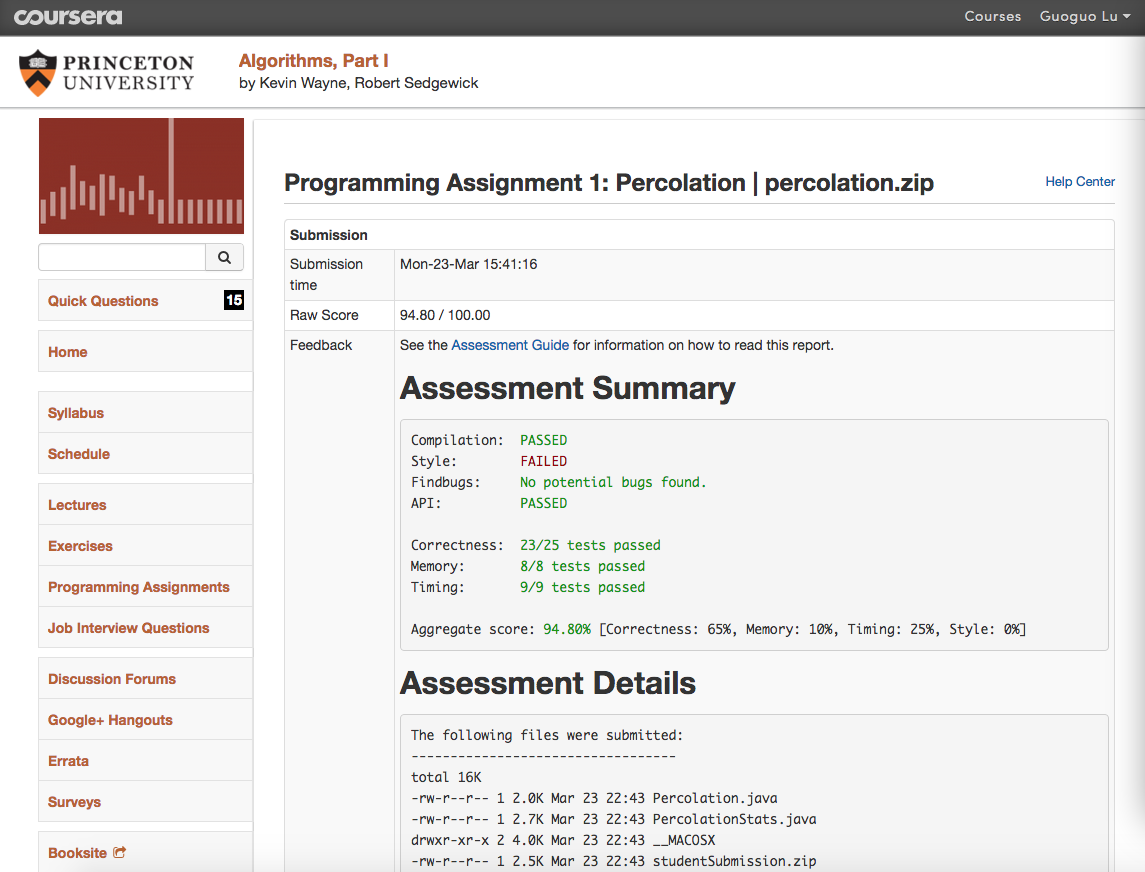 coursera
Courses Guoguo Lu
PRINCETON
UNIVERSITY
Algorithms, Part I
by Kevin Wayne, Robert Sedgewick
Quick Questions 15
Home
Syllabus
Schedule
Lectures
Exercises
Programming Assignments
Job Interview Questions
Discussion Forums
Google+ Hangouts
Errata
Surveys
Booksite
Programming Assignment 1: Percolation | percolation.zip
Help Center
Submission
Submission
time
Mon-23-Mar 15:41:16
Raw Score 94.80 / 100.00
Feedback See the Assessment Guide for information on how to read this report.
Assessment Summary
Compilation: PASSED
Style: FAILED
Findbugs: No potential bugs found.
API: PASSED
Correctness: 23/25 tests passed
Memory: 8/8 tests passed
Timing: 9/9 tests passed
Aggregate score: 94.80% [Correctness: 65%, Memory: 10%, Timing: 25%, Style: 0%]
Assessment Details
The following files were submitted:
----------------------------------
total 16K
-rw-r--r-- 1 2.0K Mar 23 22:43 Percolation.java
-rw-r--r-- 1 2.7K Mar 23 22:43 PercolationStats.java
drwxr-xr-x 2 4.0K Mar 23 22:43 __MACOSX
-rw-r--r-- 1 2.5K Mar 23 22:43 studentSubmission.zip